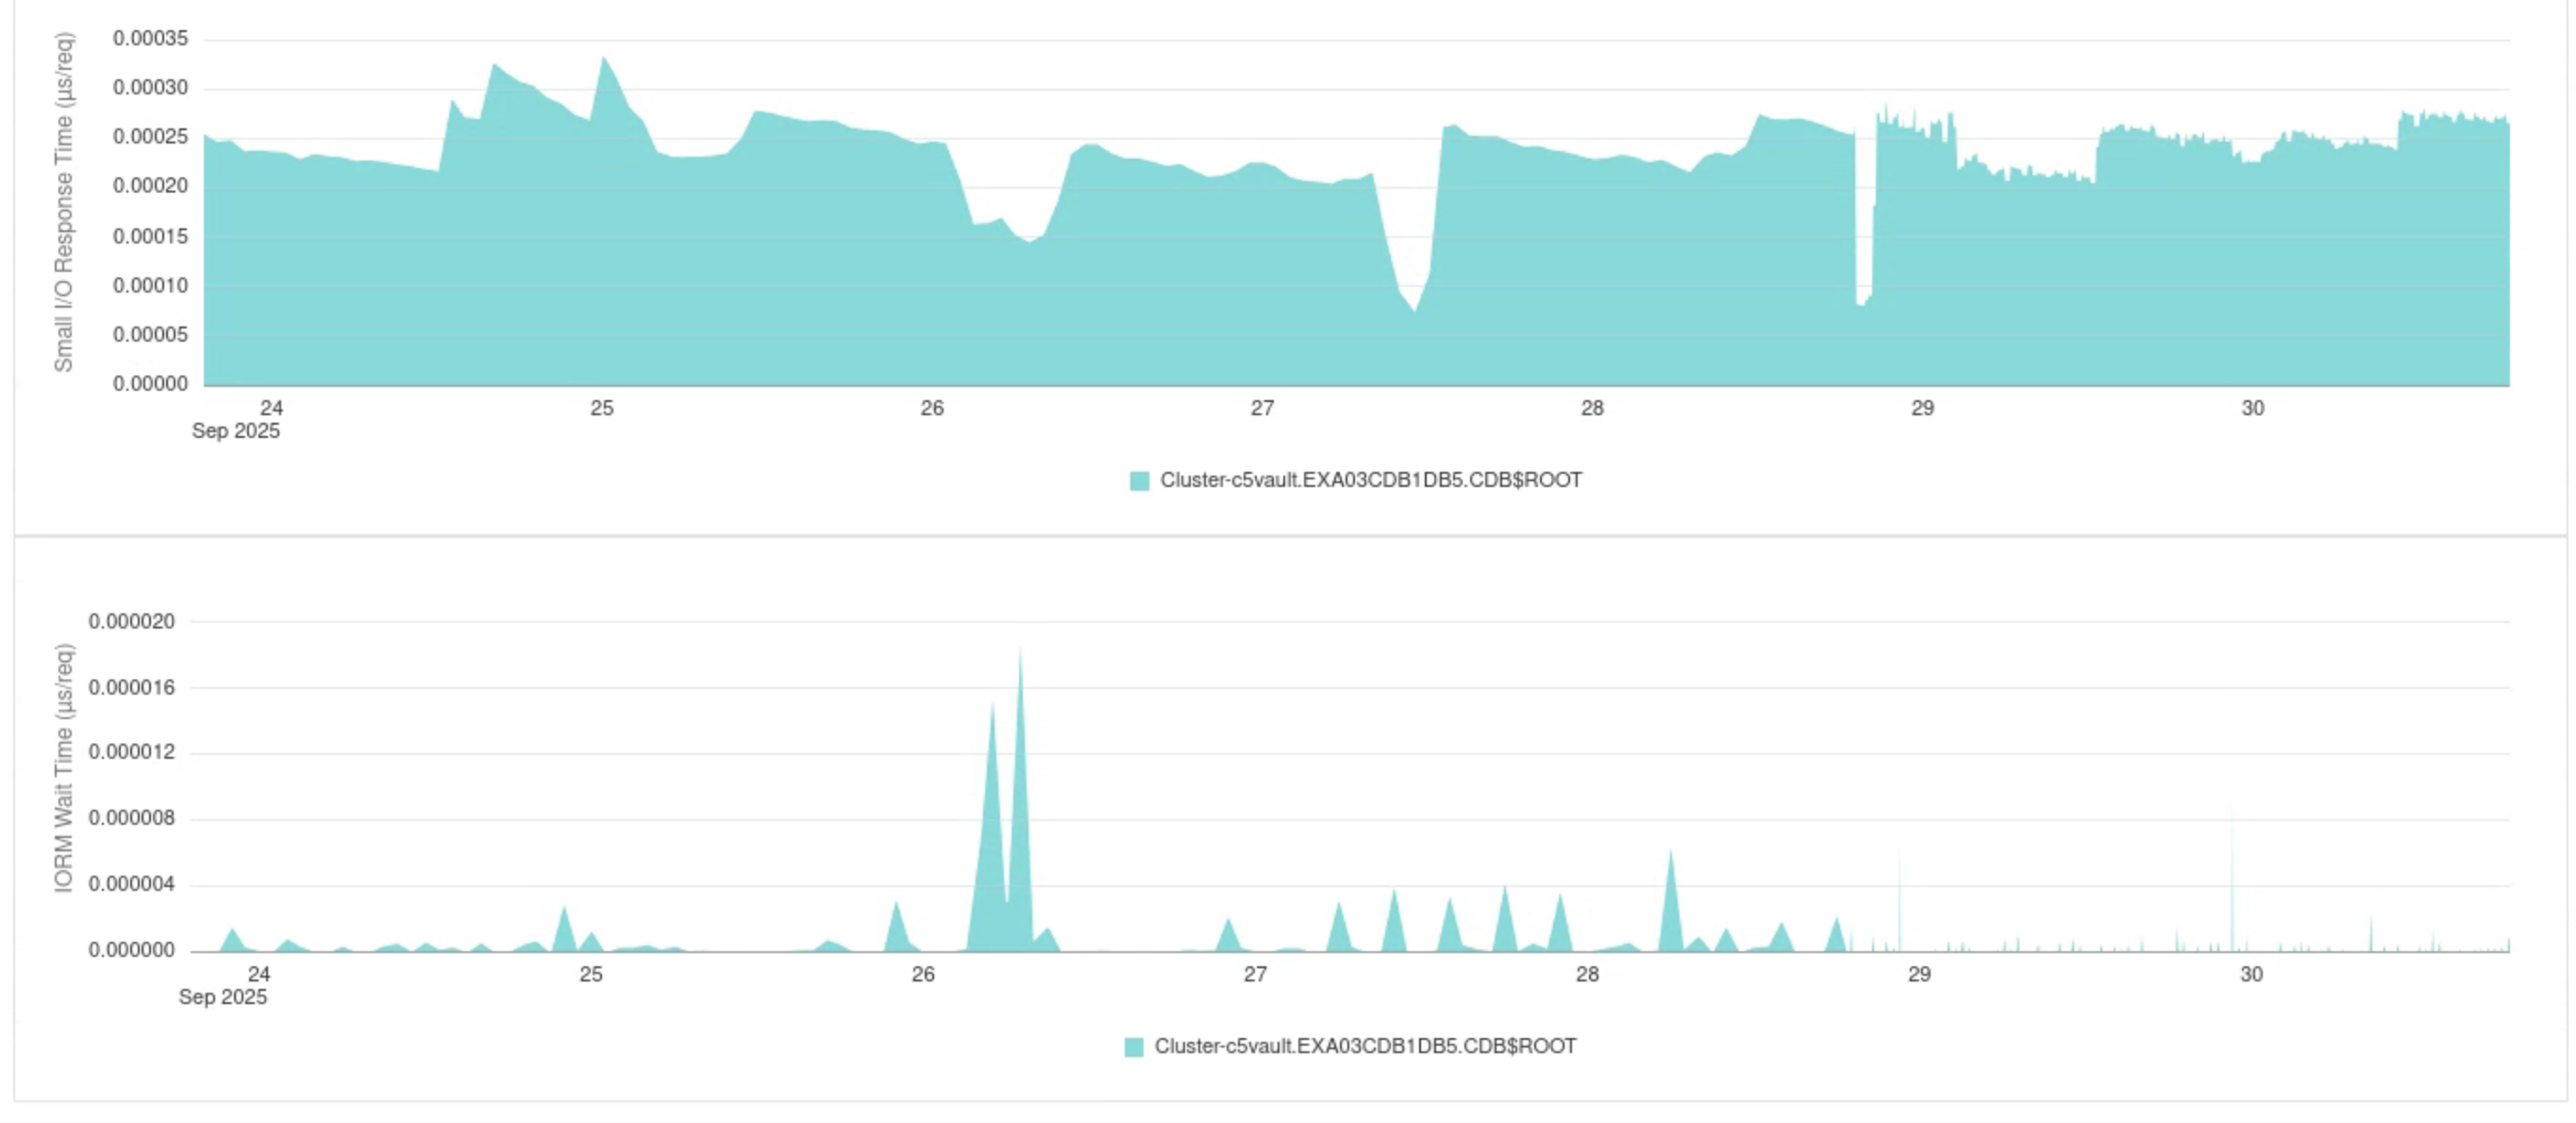 Small I/O Response Time (µs/req)
0.00035
0.00030
0.00025
0.00020
0.00015
0.00010
0.00005
0.00000
24 25 26 27 28 29 30
Sep 2025
Cluster-c5vault.EXA03CDB1DB5.CDB$ROOT
IORM Wait Time (µs/req)
0.000020
0.000016
0.000012
0.000008
0.000004
0.000000
24 25 26 27 28 29 30
Sep 2025
Cluster-c5vault.EXA03CDB1DB5.CDB$ROOT